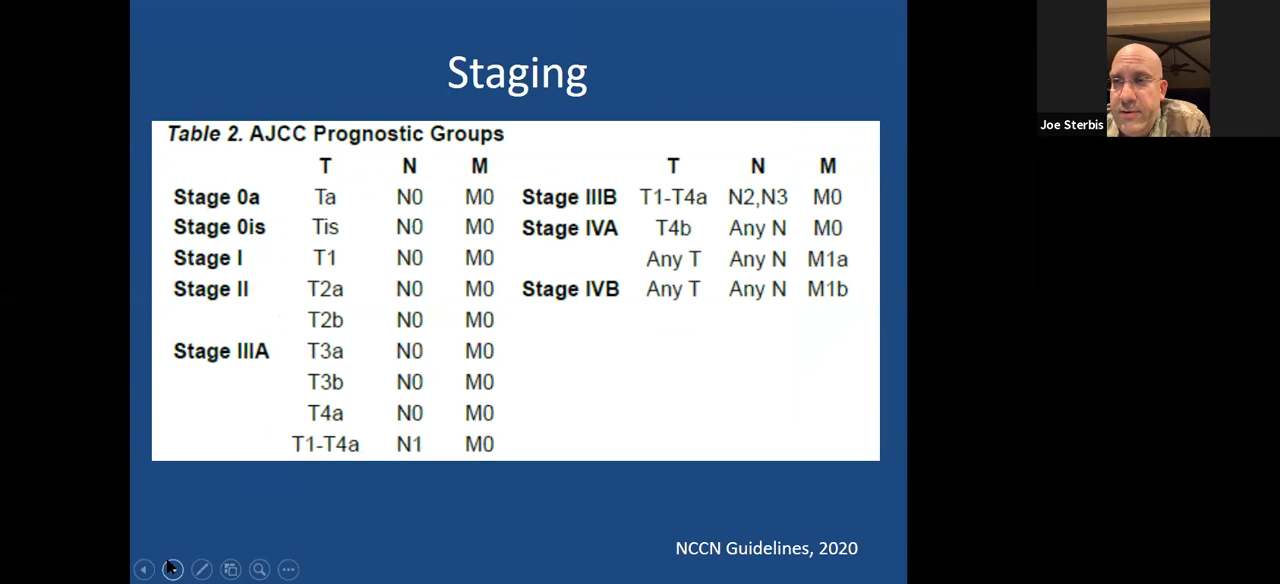 Staging
Table 2. AJCC Prognostic Groups
T N M
Stage 0a Ta N0 M0
Stage 0is Tis N0 M0
Stage I T1 N0 M0
Stage II T2a N0 M0
T2b N0 M0
Stage IIIA T3a N0 M0
T3b N0 M0
T4a N0 M0
T1-T4a N1 M0
T N M
Stage IIIB T1-T4a N2,N3 M0
Stage IVA T4b Any N M0
Any T Any N M1a
Stage IVB Any T Any N M1b
NCCN Guidelines, 2020
Joe Sterbis